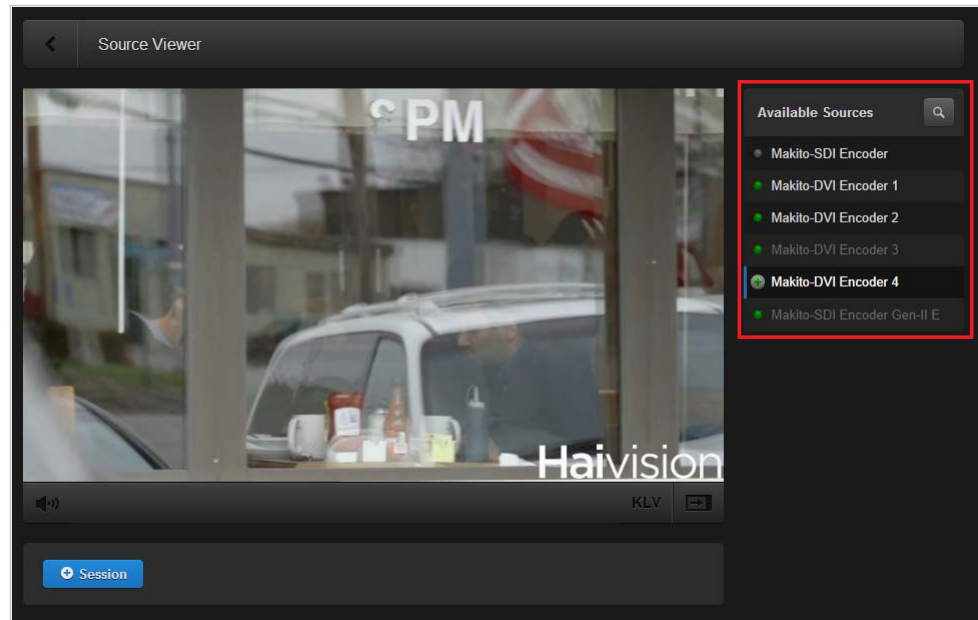 Source Viewer
PM
Haivision
KLV
Session
Available Sources
Makito-SDI Encoder
Makito-DVI Encoder 1
Makito-DVI Encoder 2
Makito-DVI Encoder 3
Makito-DVI Encoder 4
Makito-SDI Encoder Gen-II E